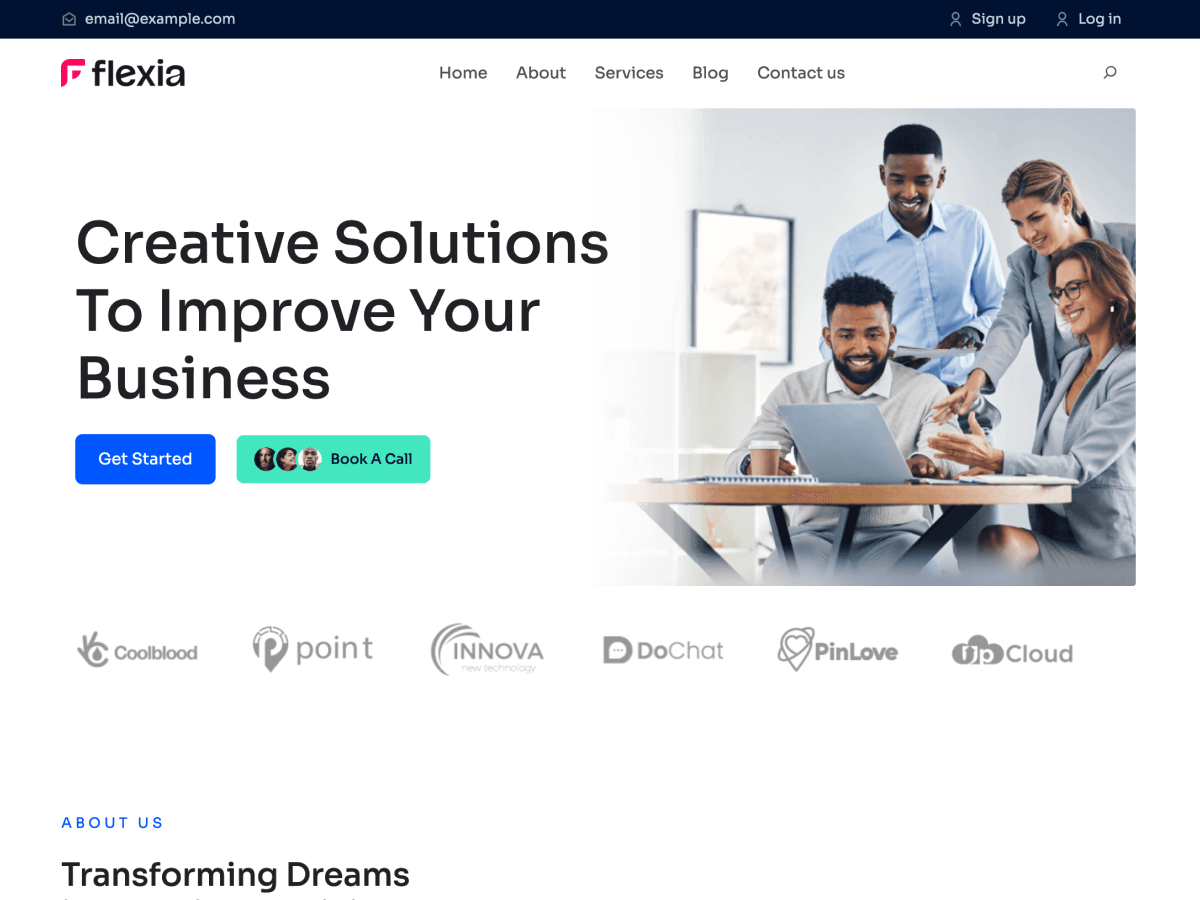 email@example.com
Sign up
Log in
flexia
Home
About
Services
Blog
Contact us
Creative Solutions
To Improve Your
Business
Get Started
Book A Call
Coolblood
point
INNOVA
new technology
DoChat
PinLove
UpCloud
ABOUT US
Transforming Dreams